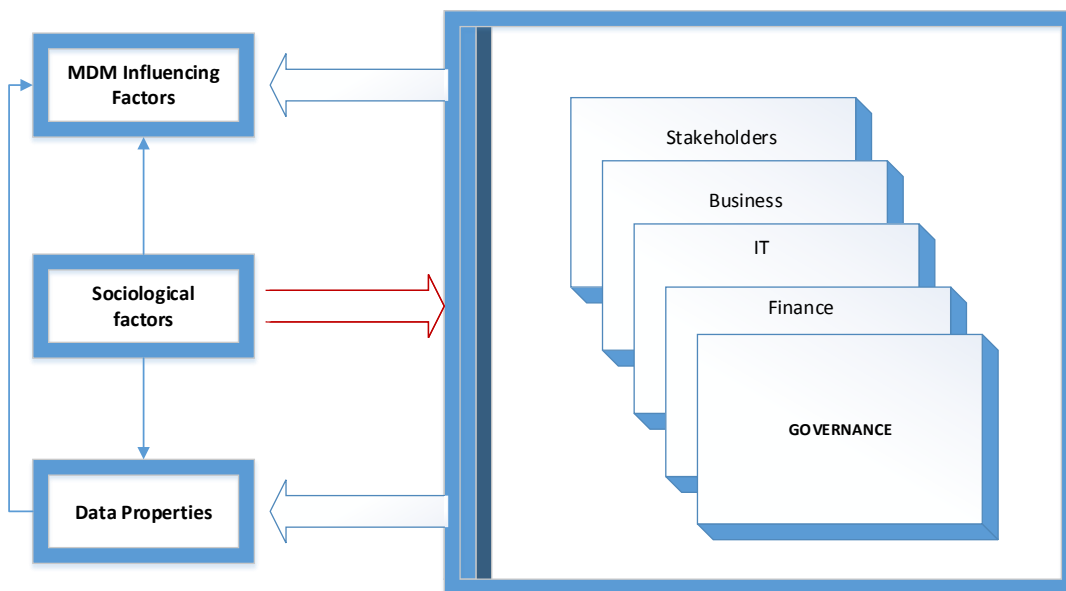 MDM Influencing
Factors
Sociological
factors
Data Properties
Stakeholders
Business
IT
Finance
GOVERNANCE